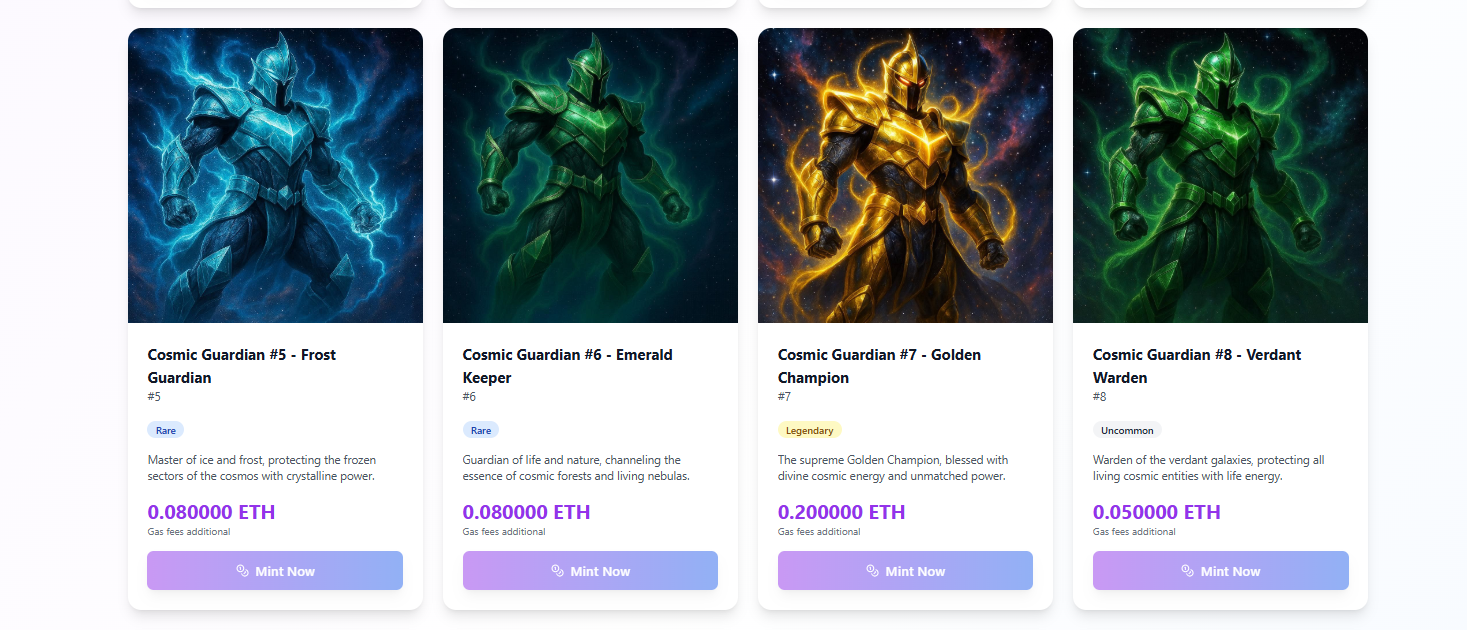 Cosmic Guardian #5 - Frost
Guardian
#5
Rare
Master of ice and frost, protecting the frozen
sectors of the cosmos with crystalline power.
0.080000 ETH
Gas fees additional
Mint Now
Cosmic Guardian #6 - Emerald
Keeper
#6
Rare
Guardian of life and nature, channeling the
essence of cosmic forests and living nebulas.
0.080000 ETH
Gas fees additional
Mint Now
Cosmic Guardian #7 - Golden
Champion
#7
Legendary
The supreme Golden Champion, blessed with
divine cosmic energy and unmatched power.
0.200000 ETH
Gas fees additional
Mint Now
Cosmic Guardian #8 - Verdant
Warden
#8
Uncommon
Warden of the verdant galaxies, protecting all
living cosmic entities with life energy.
0.050000 ETH
Gas fees additional
Mint Now